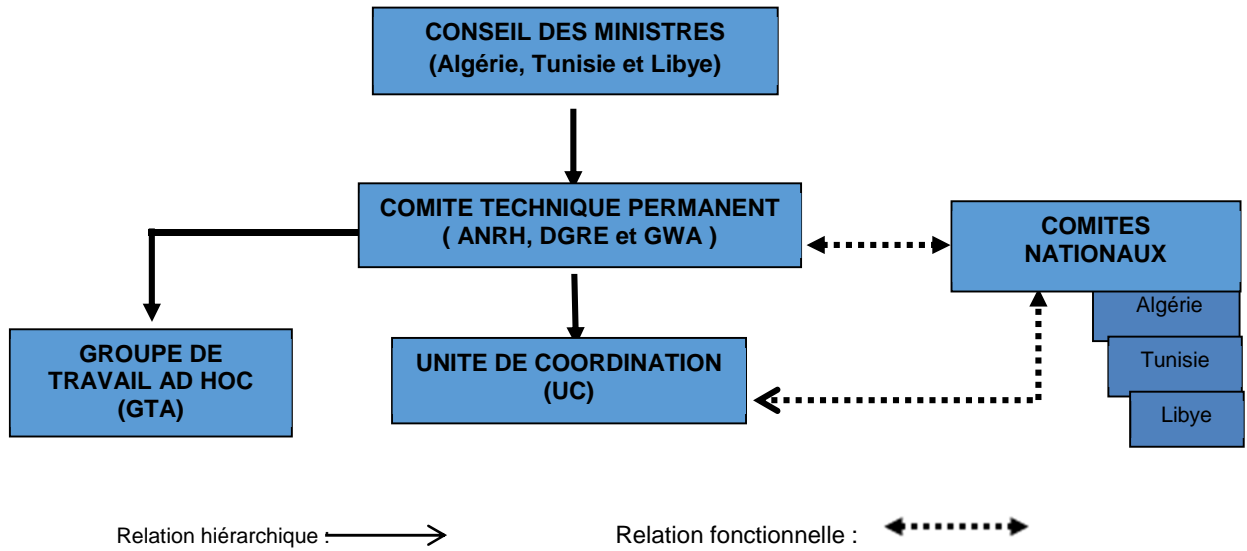 CONSEIL DES MINISTRES
(Algérie, Tunisie et Libye)
COMITE TECHNIQUE PERMANENT
( ANRH, DGRE et GWA )
COMITES
NATIONAUX
Algérie
Tunisie
Libye
GROUPE DE
TRAVAIL AD HOC
(GTA)
UNITE DE COORDINATION
(UC)
Relation hiérarchique :
Relation fonctionnelle :